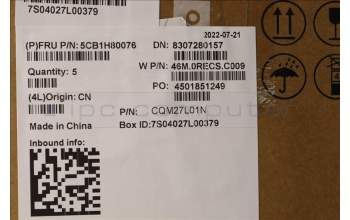 7S04027L00379
2022-07-21
(P)FRU P/N: 5CB1H80076 DN: 8307280157
W P/N: 46M.0RECS.C009
Quantity: 5
PO: 4501851249
(4L)Origin: CN
P/N: CQM27L01N
Made in China Box ID:7S04027L00379
Inbound info: